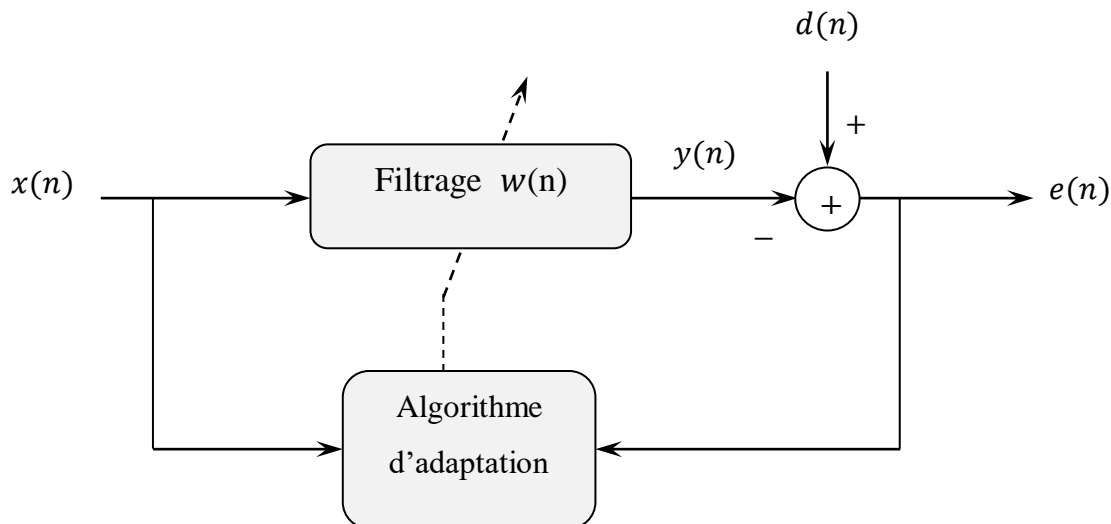 d(n)
+
x(n)
Filtrage w(n)
y(n)
+
e(n)
−
Algorithme
d’adaptation